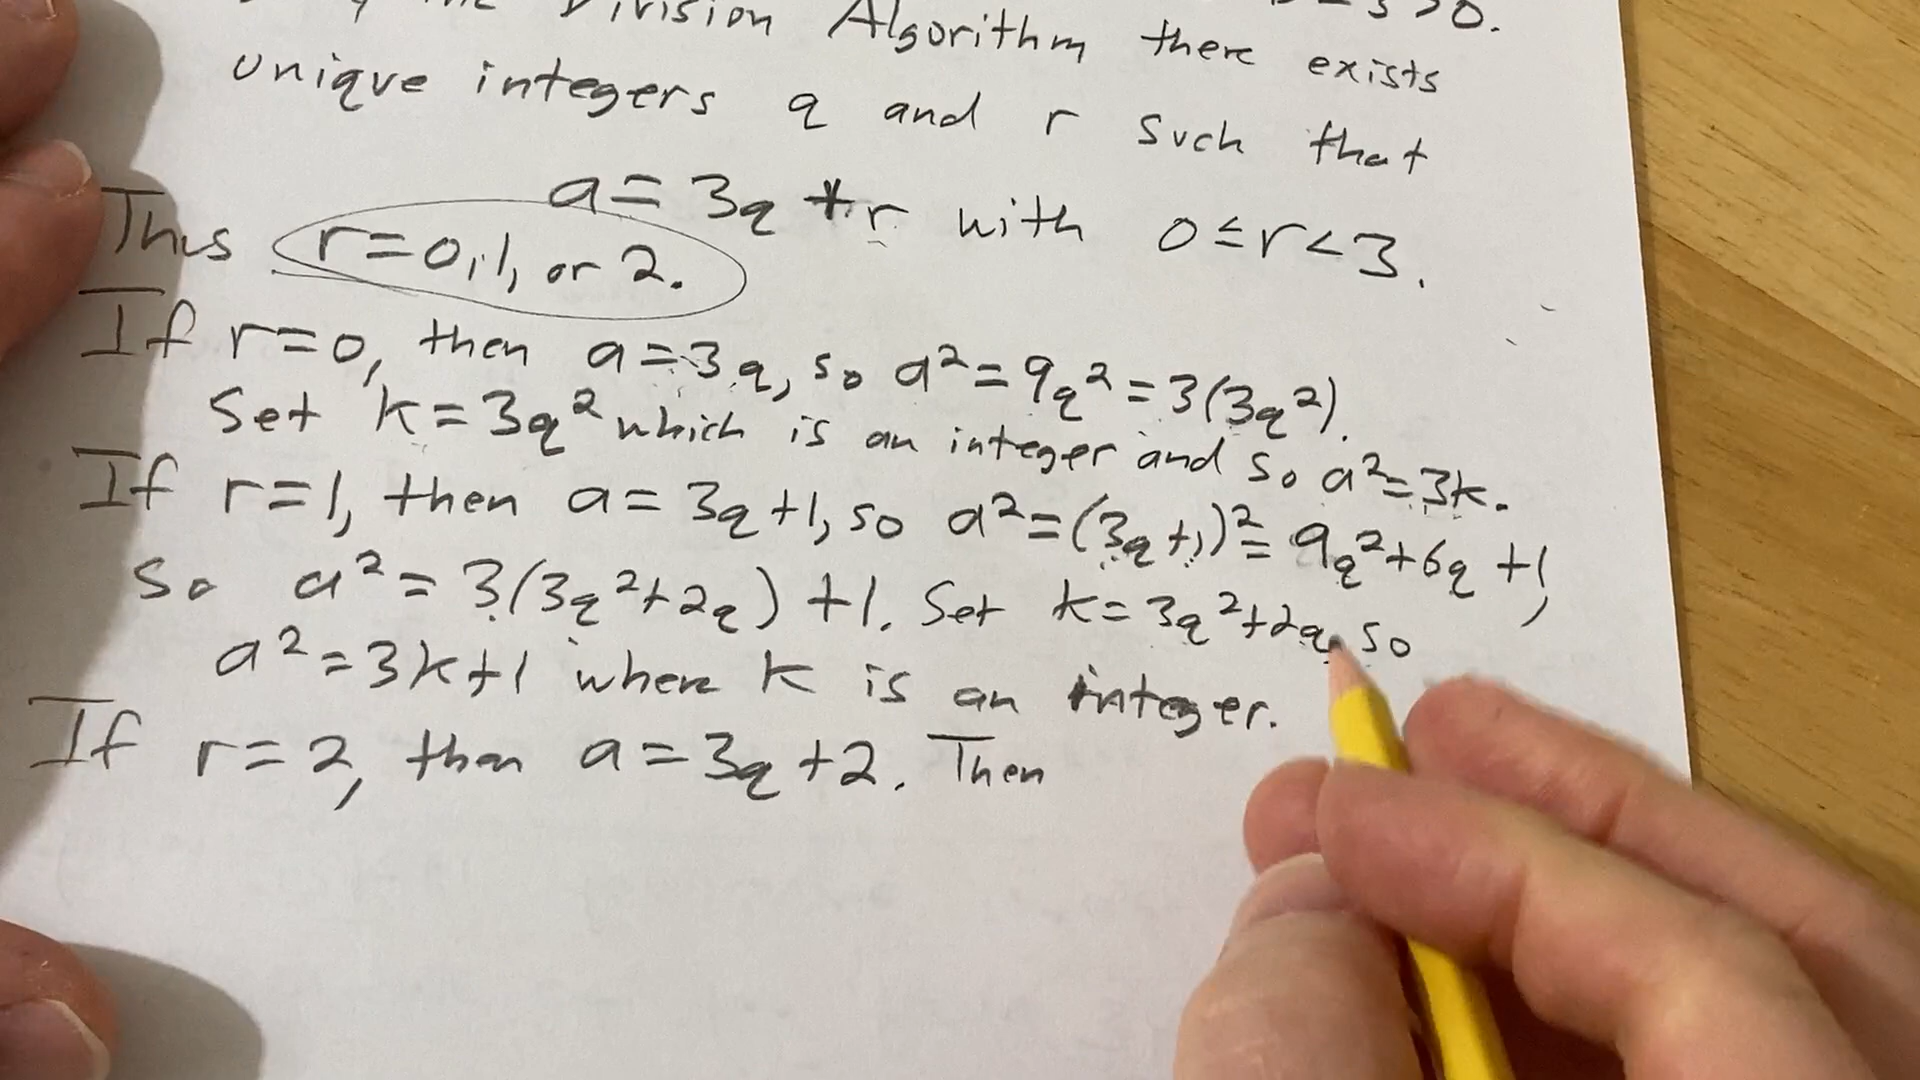 Division Algorithm there exists
unique integers q and r such that
a = 3q + r with 0 ≤ r < 3.
Thus r = 0, 1, or 2.
If r = 0, then a = 3q, so a² = 9q² = 3(3q²).
Set k = 3q² which is an integer and so a² = 3k.
If r = 1, then a = 3q + 1, so a² = (3q + 1)² = 9q² + 6q + 1,
so a² = 3(3q² + 2q) + 1. Set k = 3q² + 2q so
a² = 3k + 1 where k is an integer.
If r = 2, then a = 3q + 2. Then